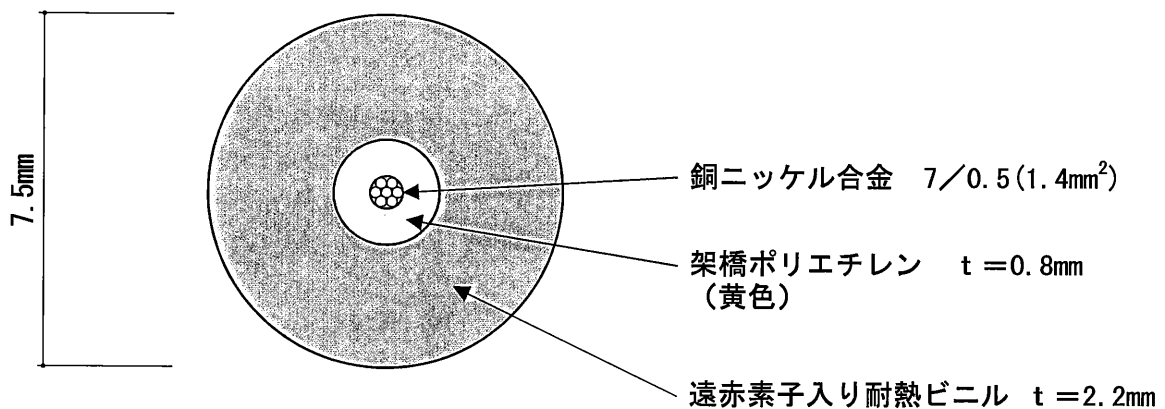 7.5mm
銅ニッケル合金 7/0.5(1.4mm²)
架橋ポリエチレン t=0.8mm
(黄色)
遠赤素子入り耐熱ビニル t=2.2mm